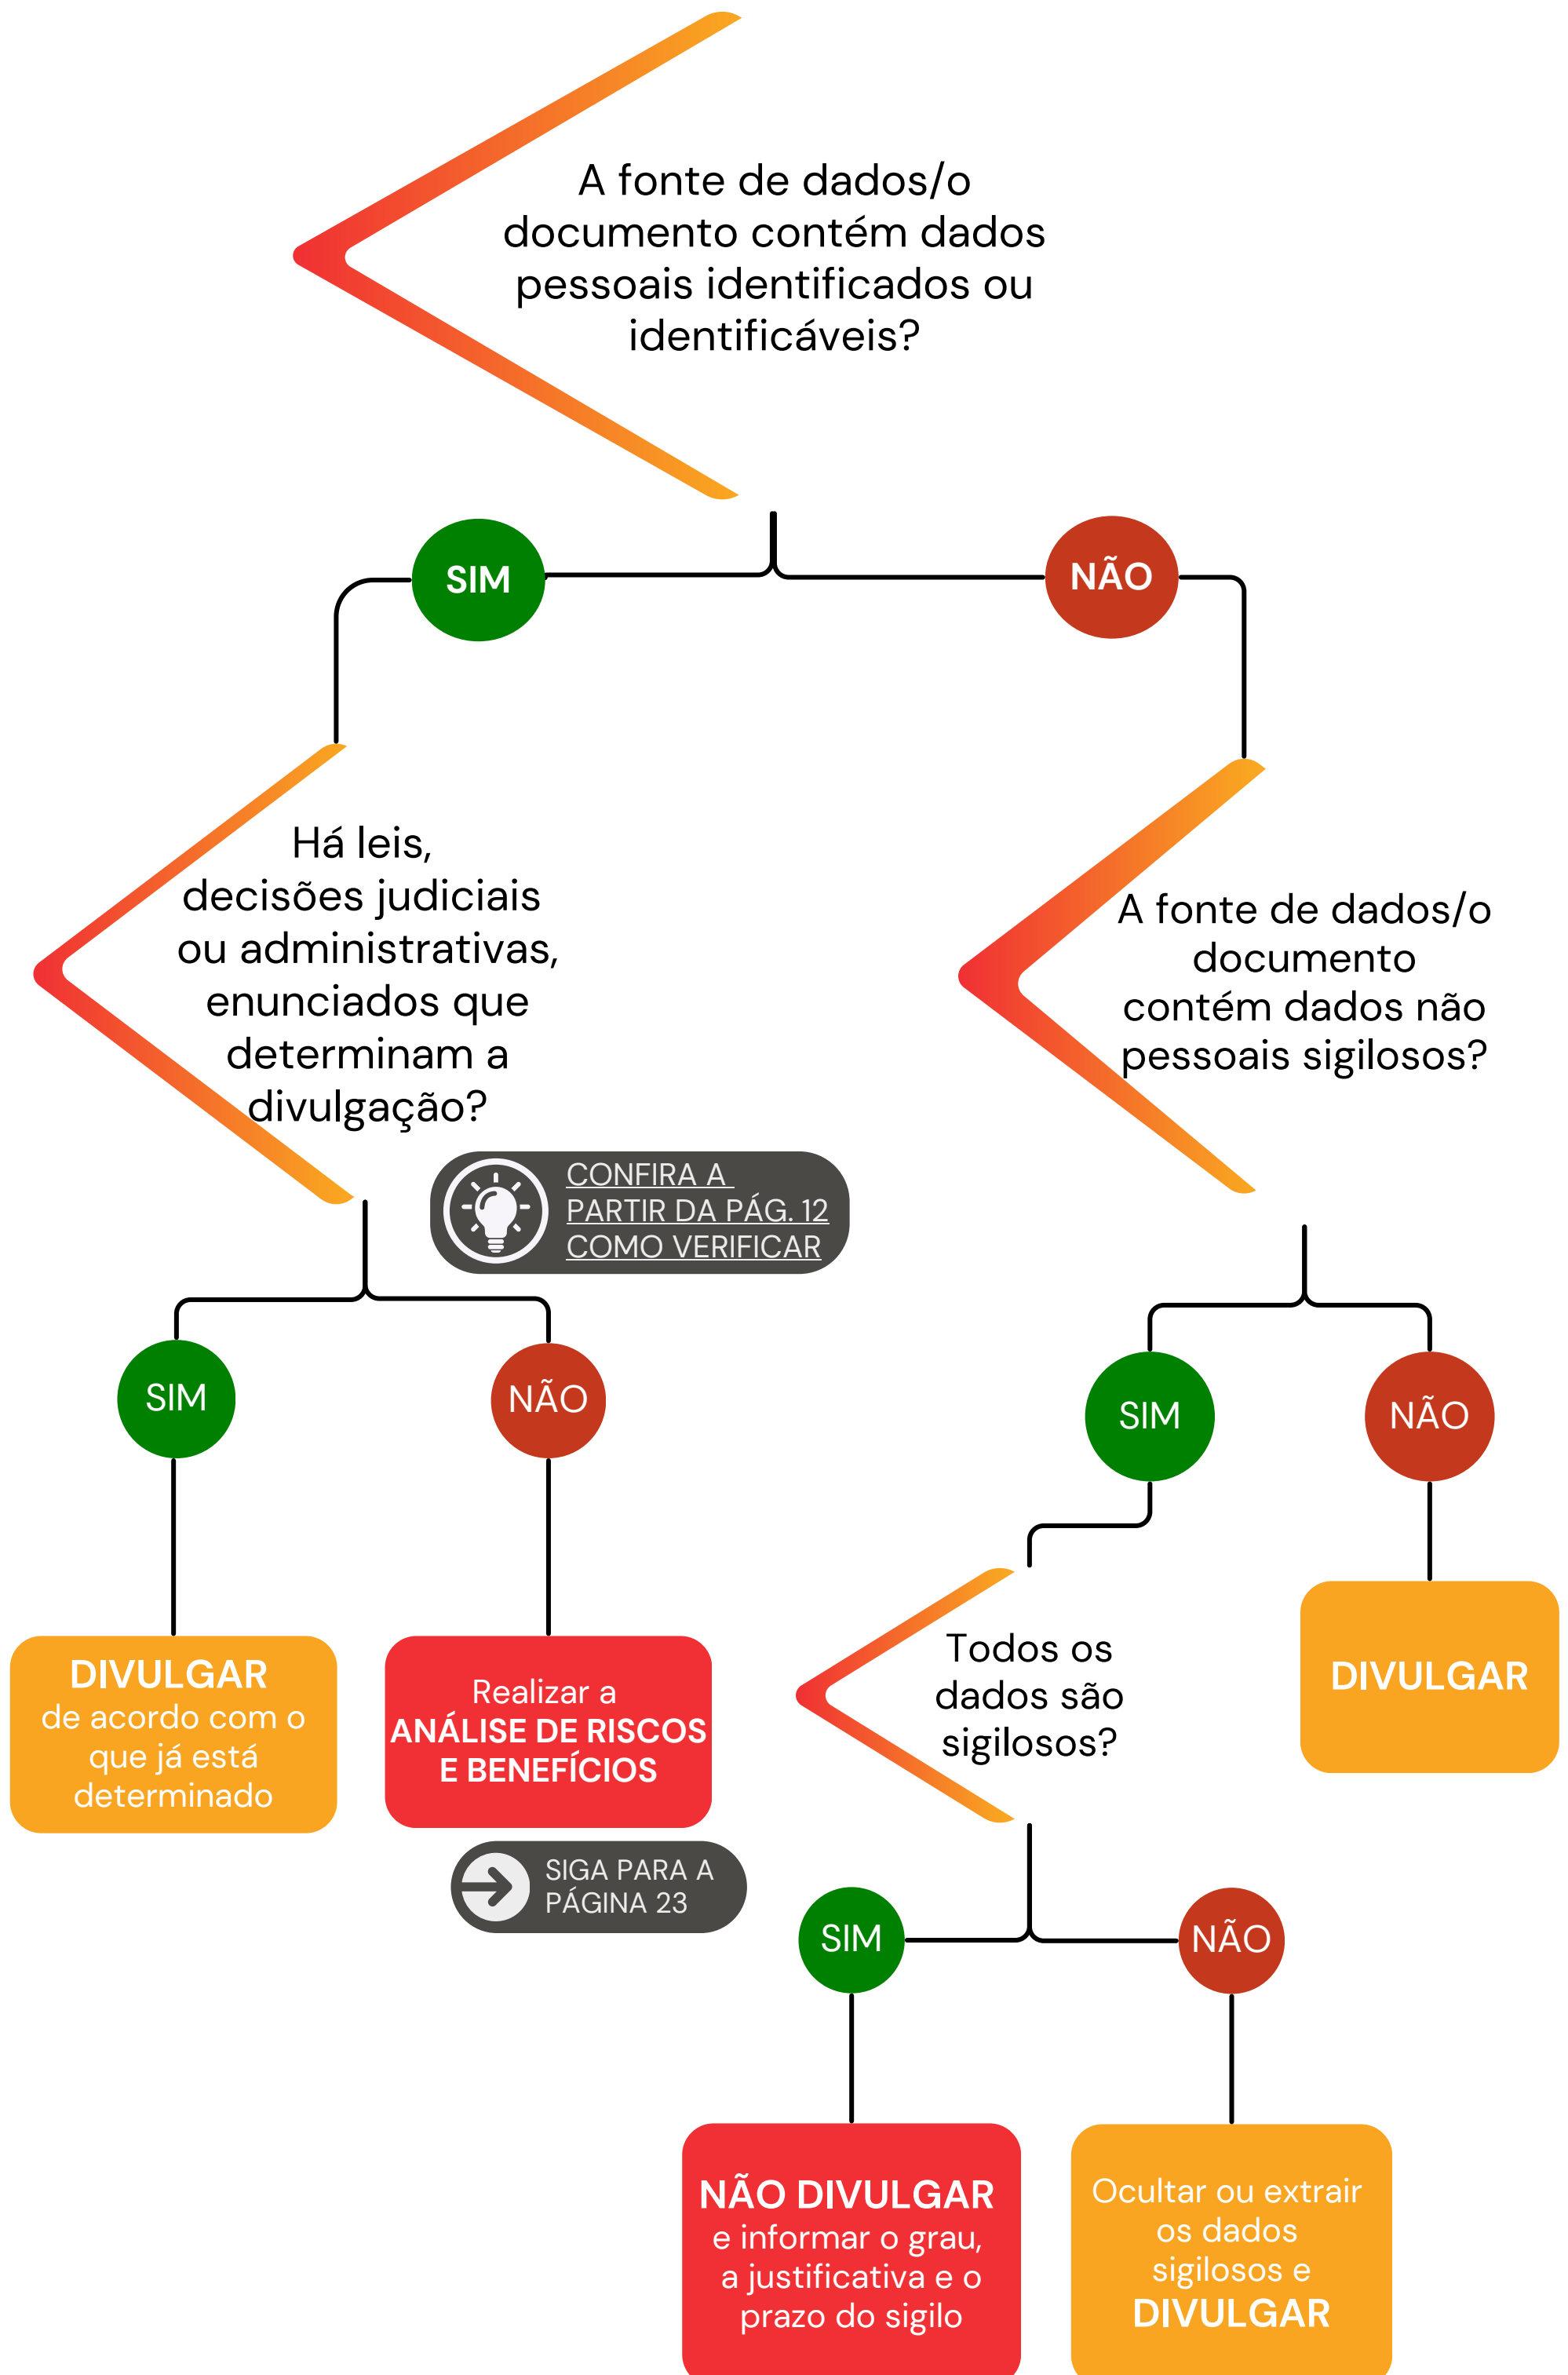 A fonte de dados/o
documento contém dados
pessoais identificados ou
identificáveis?
SIM
NÃO
Há leis,
decisões judiciais
ou administrativas,
enunciados que
determinam a
divulgação?
A fonte de dados/o
documento
contém dados não
pessoais sigilosos?
CONFIRA A
PARTIR DA PÁG. 12
COMO VERIFICAR
SIM
NÃO
SIM
NÃO
DIVULGAR
de acordo com o
que já está
determinado
Realizar a
ANÁLISE DE RISCOS
E BENEFÍCIOS
SIGA PARA A
PÁGINA 23
Todos os
dados são
sigilosos?
DIVULGAR
SIM
NÃO
NÃO DIVULGAR
e informar o grau,
a justificativa e o
prazo do sigilo
Ocultar ou extrair
os dados
sigilosos e
DIVULGAR